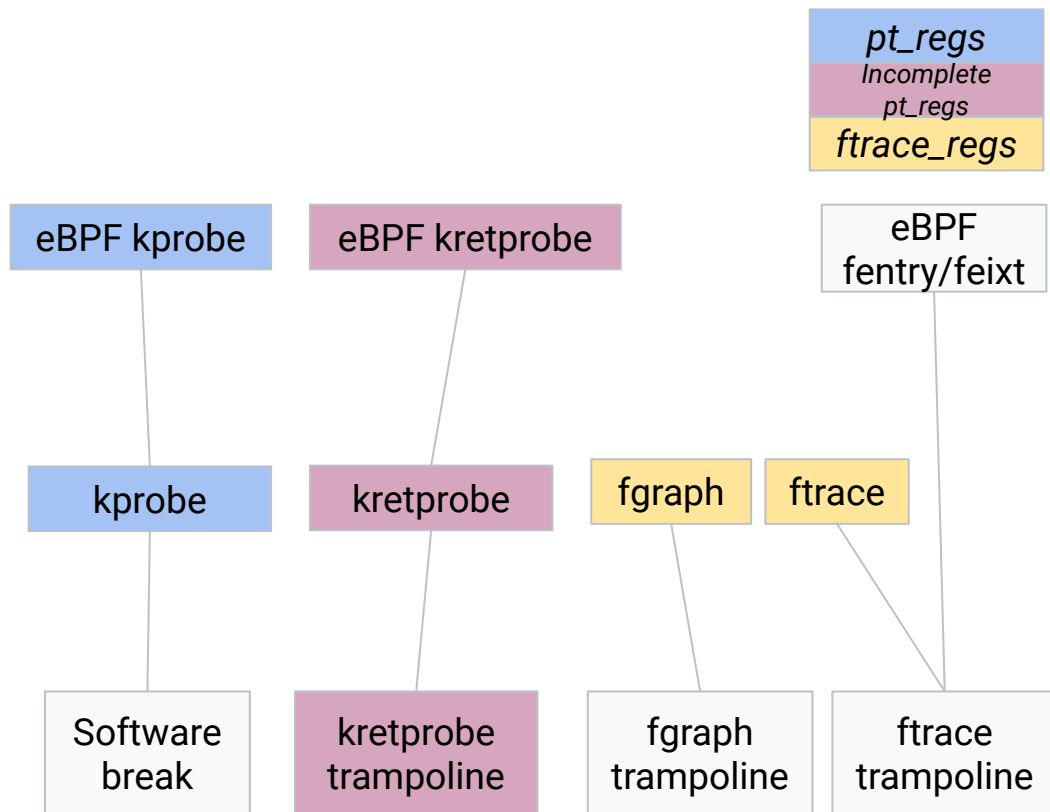 pt_regs
Incomplete
pt_regs
ftrace_regs
eBPF kprobe
eBPF kretprobe
eBPF
fentry/feixt
kprobe
kretprobe
fgraph
ftrace
Software
break
kretprobe
trampoline
fgraph
trampoline
ftrace
trampoline